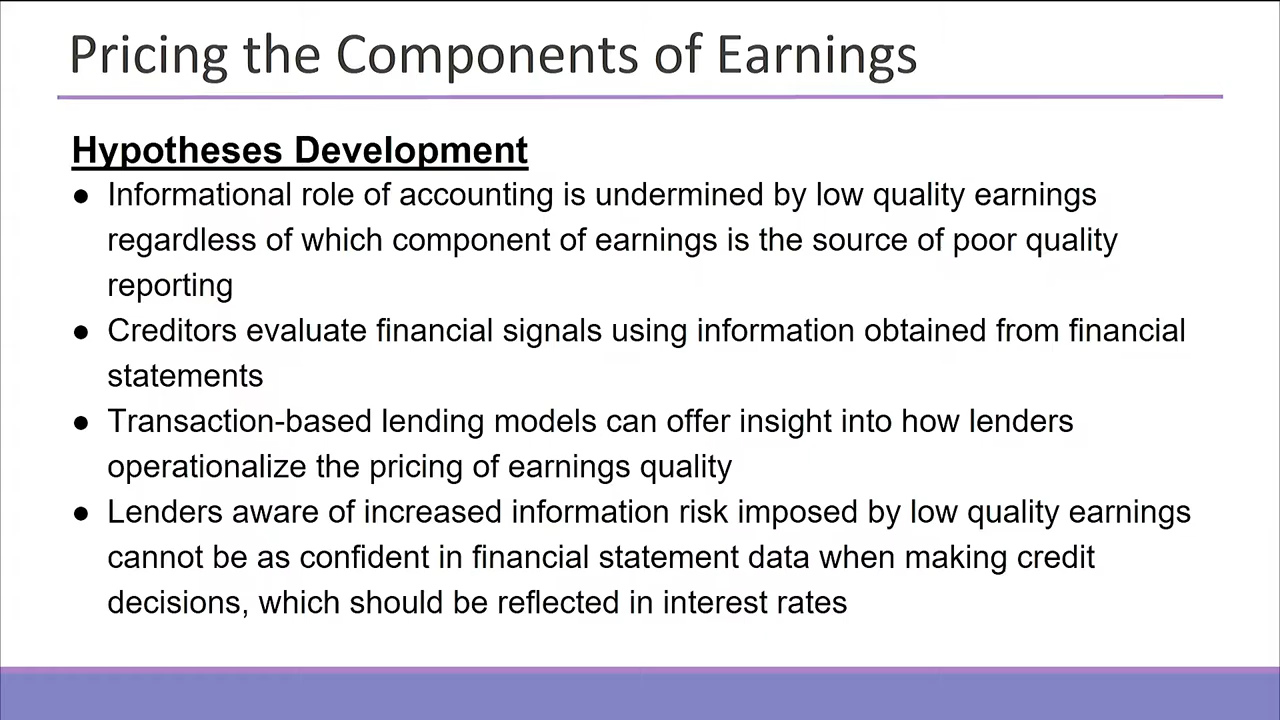 Pricing the Components of Earnings
Hypotheses Development
● Informational role of accounting is undermined by low quality earnings
regardless of which component of earnings is the source of poor quality
reporting
● Creditors evaluate financial signals using information obtained from financial
statements
● Transaction-based lending models can offer insight into how lenders
operationalize the pricing of earnings quality
● Lenders aware of increased information risk imposed by low quality earnings
cannot be as confident in financial statement data when making credit
decisions, which should be reflected in interest rates